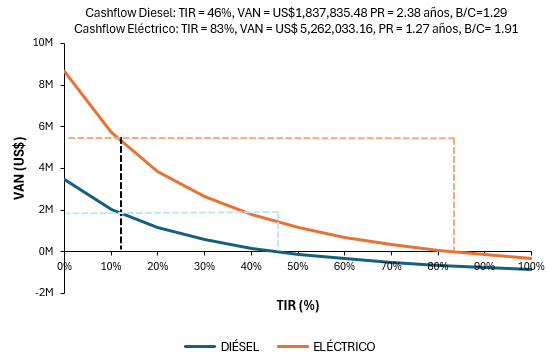 Cashflow Diesel: TIR = 46%, VAN = US$1,837,835.48 PR = 2.38 años, B/C=1.29
Cashflow Eléctrico: TIR = 83%, VAN = US$ 5,262,033.16, PR = 1.27 años, B/C= 1.91
10M
8M
6M
4M
2M
0M
-2M
VAN (US$)
0% 10% 20% 30% 40% 50% 60% 70% 80% 90% 100%
TIR (%)
DIÉSEL ELÉCTRICO